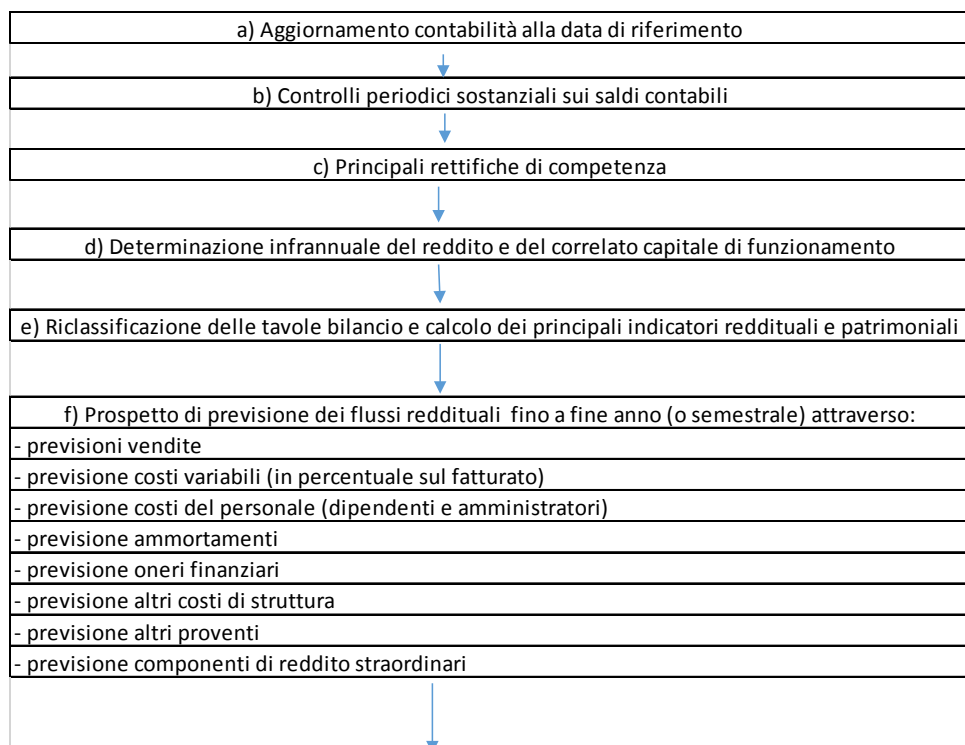 a) Aggiornamento contabilità alla data di riferimento
b) Controlli periodici sostanziali sui saldi contabili
c) Principali rettifiche di competenza
d) Determinazione infrannuale del reddito e del correlato capitale di funzionamento
e) Riclassificazione delle tavole bilancio e calcolo dei principali indicatori reddituali e patrimoniali
f) Prospetto di previsione dei flussi reddituali fino a fine anno (o semestrale) attraverso:
- previsioni vendite
- previsione costi variabili (in percentuale sul fatturato)
- previsione costi del personale (dipendenti e amministratori)
- previsione ammortamenti
- previsione oneri finanziari
- previsione altri costi di struttura
- previsione altri proventi
- previsione componenti di reddito straordinari